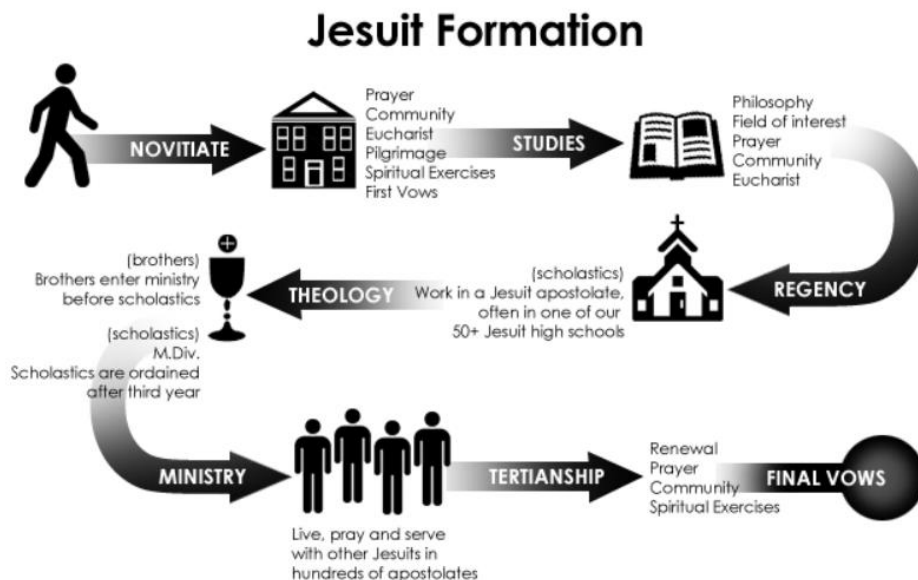 Jesuit Formation
NOVITIATE
Prayer
Community
Eucharist
Pilgrimage
Spiritual Exercises
First Vows
STUDIES
Philosophy
Field of interest
Prayer
Community
Eucharist
REGENCY
(scholastics)
Work in a Jesuit apostolate,
often in one of our
50+ Jesuit high schools
THEOLOGY
(brothers)
Brothers enter ministry
before scholastics
(scholastics)
M.Div.
Scholastics are ordained
after third year
MINISTRY
Live, pray and serve
with other Jesuits in
hundreds of apostolates
TERTIANSHIP
Renewal
Prayer
Community
Spiritual Exercises
FINAL VOWS